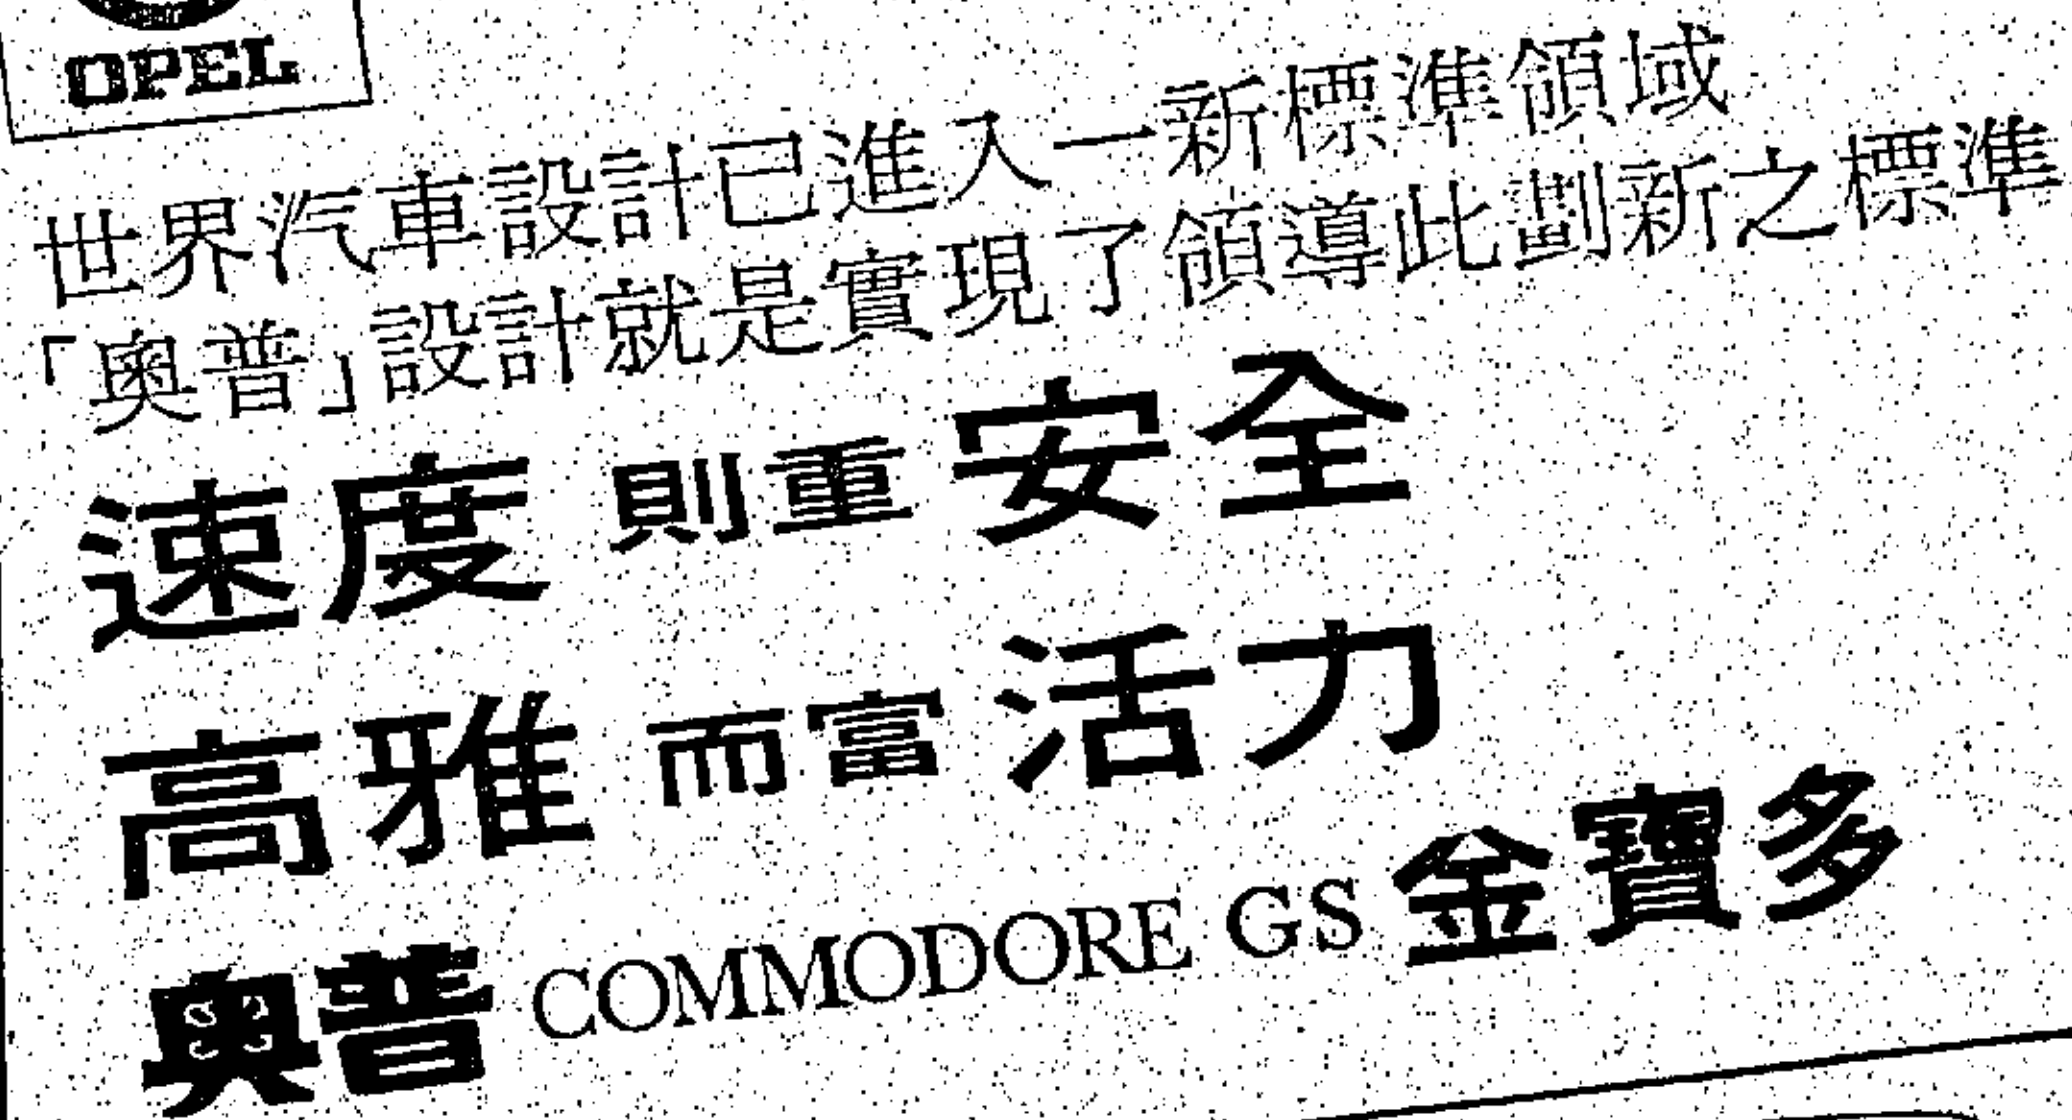 OPEL
世界汽車設計已進入一新標準領域
「奧普」設計就是實現了領導此劃新之標準
速度則重安全
高雅而富活力
奧普 COMMODORE GS 金寶多